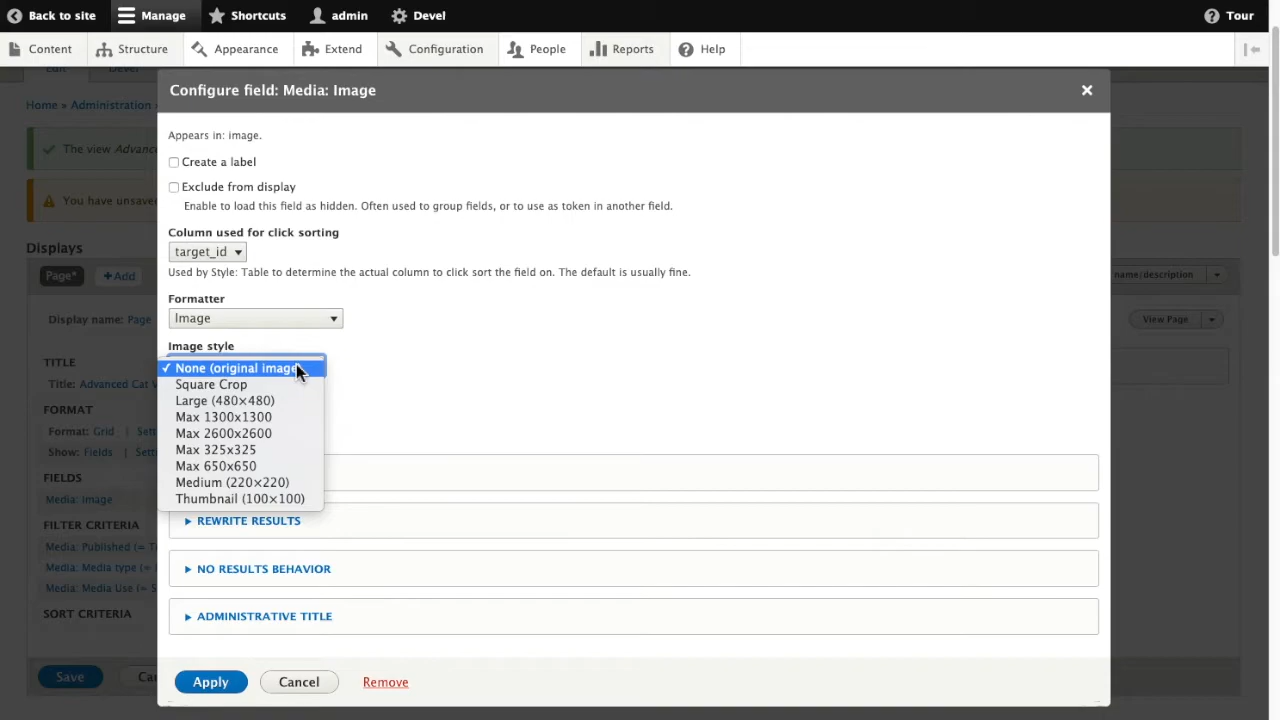 Back to site Manage Shortcuts admin Devel Tour
Content Structure Appearance Extend Configuration People Reports Help
Configure field: Media: Image
Home » Administration »
Appears in: image.
The view Advanc
Create a label
Exclude from display
You have unsave
Enable to load this field as hidden. Often used to group fields, or to use as token in another field.
Column used for click sorting
Displays
target_id
Page* +Add
name/description
Used by Style: Table to determine the actual column to click sort the field on. The default is usually fine.
Formatter
Display name: Page
Image
View Page
Image style
TITLE
None (original image
Title: Advanced Cat V
Square Crop
Large (480×480)
FORMAT
Max 1300x1300
Format: Grid | Sett
Max 2600x2600
Show: Fields | Sett
Max 325x325
Max 650x650
FIELDS
Medium (220×220)
Media: Image
Thumbnail (100×100)
REWRITE RESULTS
FILTER CRITERIA
Media: Published (= T
Media: Media type (=
NO RESULTS BEHAVIOR
Media: Media Use (= S
SORT CRITERIA
ADMINISTRATIVE TITLE
Save Ca
Apply Cancel Remove